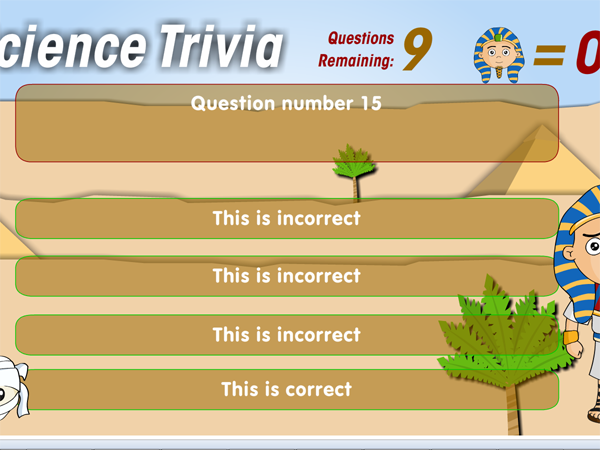 cience Trivia
Questions
Remaining:
9
= 0
Question number 15
This is incorrect
This is incorrect
This is incorrect
This is correct